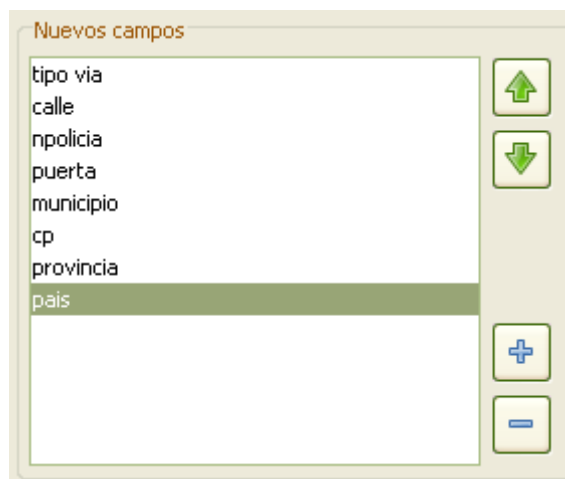 Nuevos campos
tipo via
calle
npolicia
puerta
municipio
cp
provincia
pais